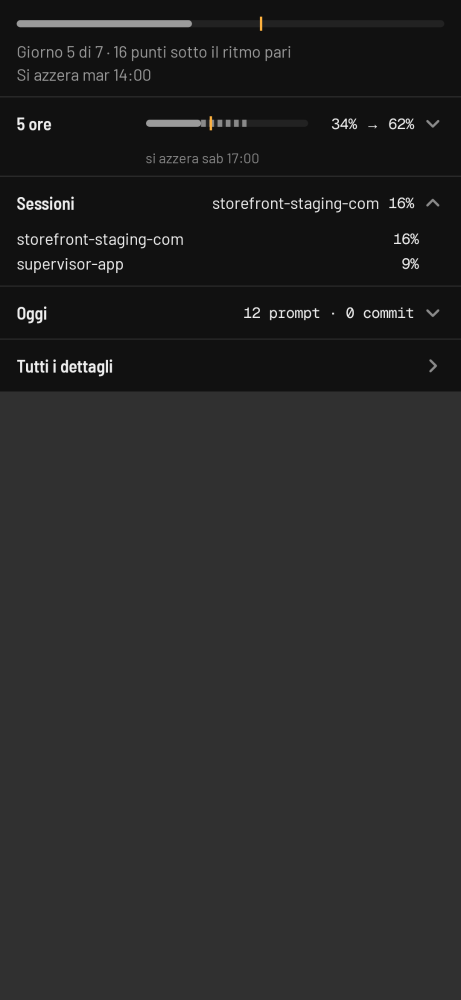 Giorno 5 di 7 · 16 punti sotto il ritmo pari
Si azzera mar 14:00
5 ore 34% → 62%
si azzera sab 17:00
Sessioni storefront-staging-com 16%
storefront-staging-com 16%
supervisor-app 9%
Oggi 12 prompt · 0 commit
Tutti i dettagli